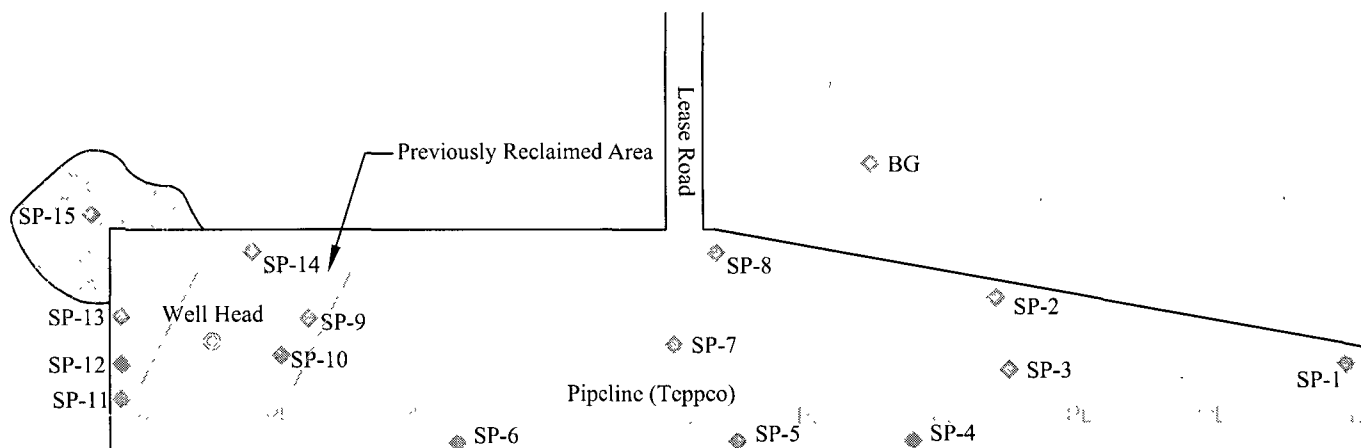 Lease Road
Previously Reclaimed Area
BG
SP-15
SP-14
SP-8
SP-2
SP-13
Well Head
SP-9
SP-7
SP-12
SP-10
SP-3
SP-1
SP-11
Pipeline (Teppco)
SP-6
SP-5
SP-4
PL